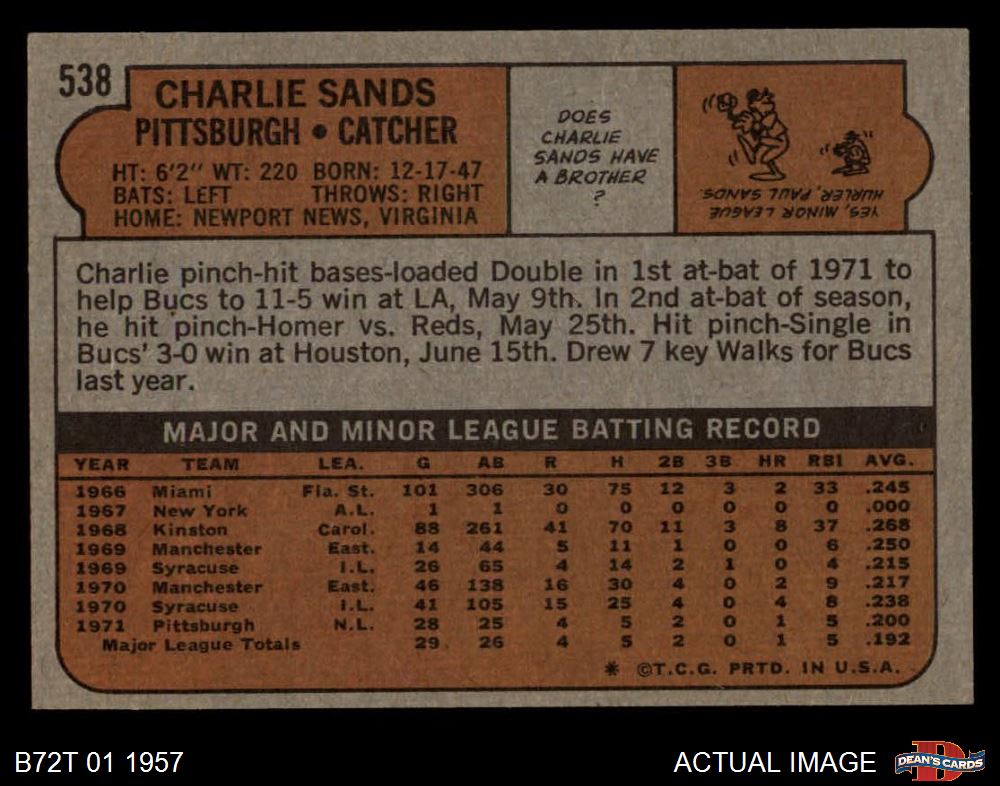 538
CHARLIE SANDS
PITTSBURGH • CATCHER
HT: 6'2" WT: 220 BORN: 12-17-47
BATS: LEFT THROWS: RIGHT
HOME: NEWPORT NEWS, VIRGINIA
DOES
CHARLIE
SANDS HAVE
A BROTHER
?
YES, MINOR LEAGUE
HURLER, PAUL SANDS.
Charlie pinch-hit bases-loaded Double in 1st at-bat of 1971 to
help Bucs to 11-5 win at LA, May 9th. In 2nd at-bat of season,
he hit pinch-Homer vs. Reds, May 25th. Hit pinch-Single in
Bucs' 3-0 win at Houston, June 15th. Drew 7 key Walks for Bucs
last year.
MAJOR AND MINOR LEAGUE BATTING RECORD
YEAR TEAM LEA. G AB R H 2B 3B HR RBI AVG.
1966 Miami Fla. St. 101 306 30 75 12 3 2 33 .245
1967 New York A.L. 1 1 0 0 0 0 0 0 .000
1968 Kinston Carol. 88 261 41 70 11 3 8 37 .268
1969 Manchester East. 14 44 5 11 1 0 0 6 .250
1969 Syracuse I.L. 26 65 4 14 2 1 0 4 .215
1970 Manchester East. 46 138 16 30 4 0 2 9 .217
1970 Syracuse I.L. 41 105 15 25 4 0 4 8 .238
1971 Pittsburgh N.L. 28 25 4 5 2 0 1 5 .200
Major League Totals 29 26 4 5 2 0 1 5 .192
* ©T.C.G. PRTD. IN U.S.A.
B72T 01 1957
ACTUAL IMAGE
D
DEAN'S CARDS